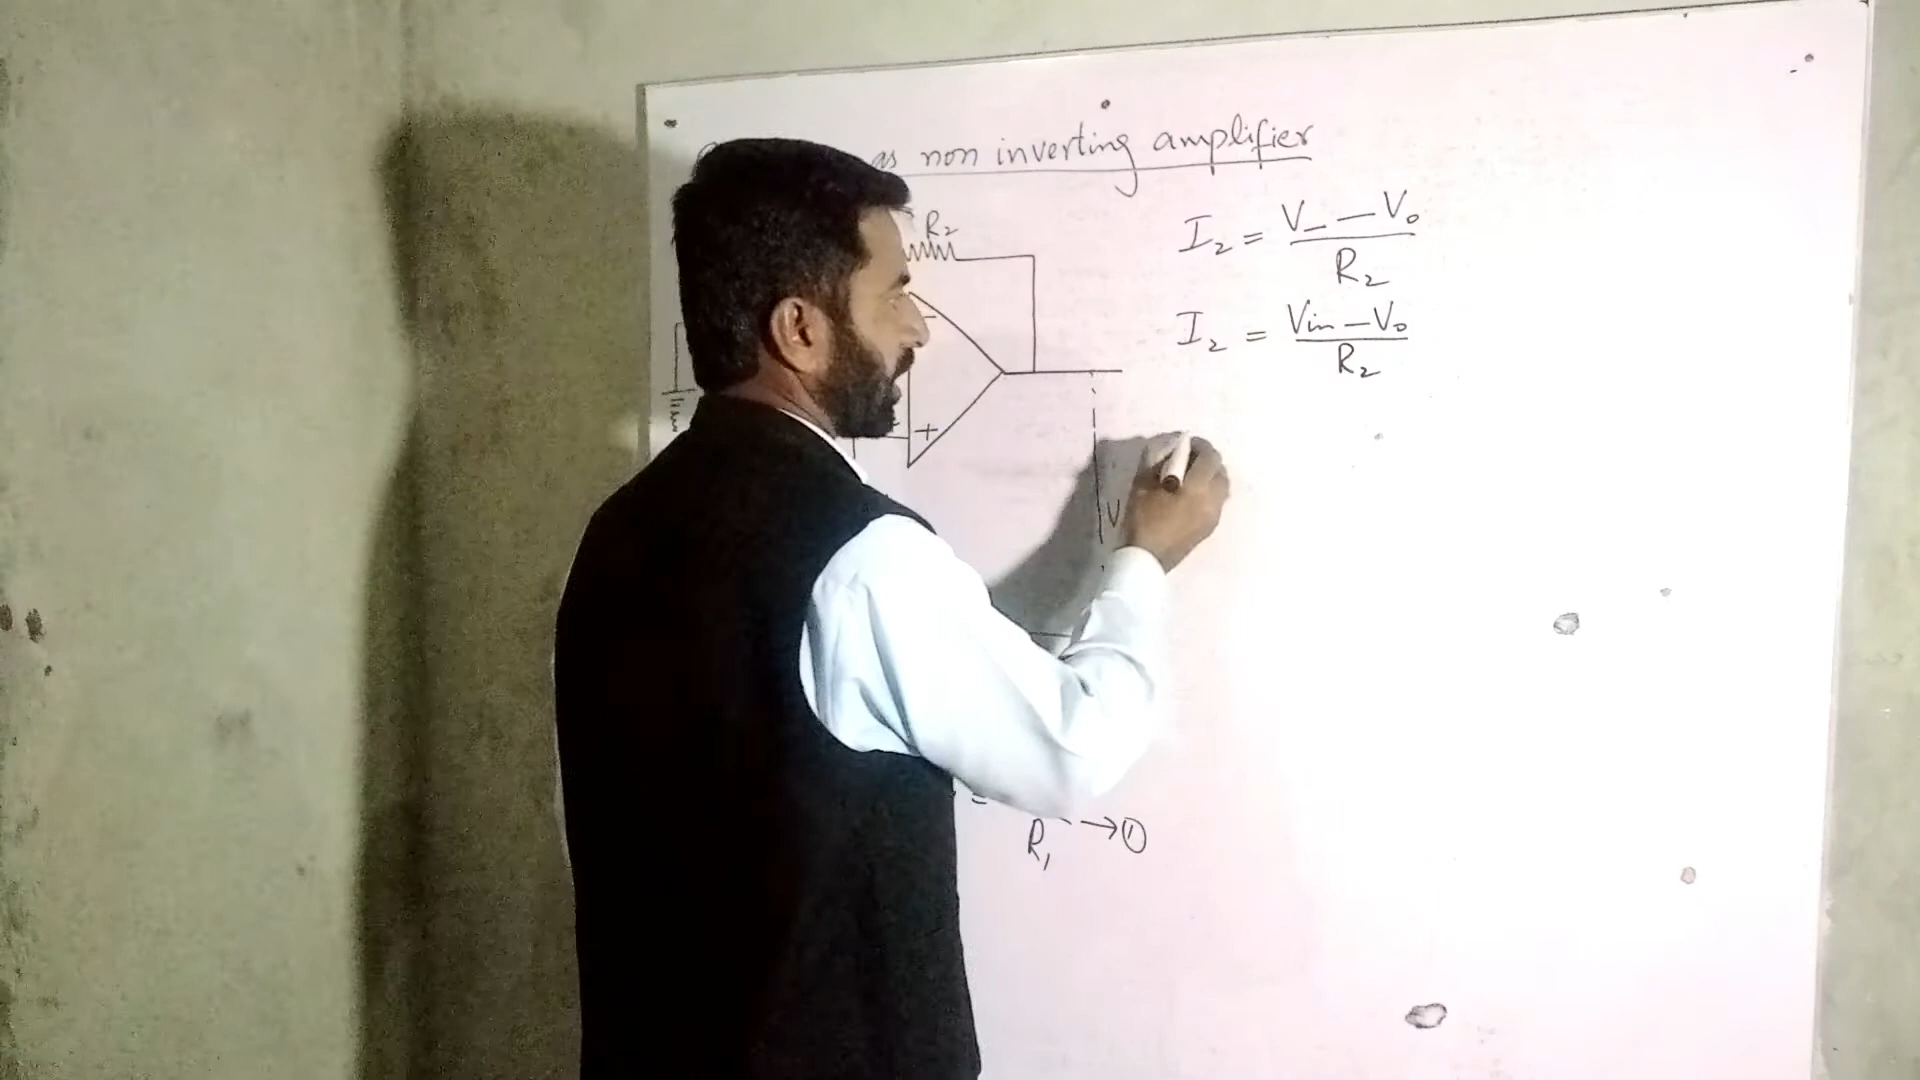 as non inverting amplifier
R₂
−
+
V
R₁ → ①
I₂ = (V₋ − V₀) / R₂
I₂ = (Vin − V₀) / R₂